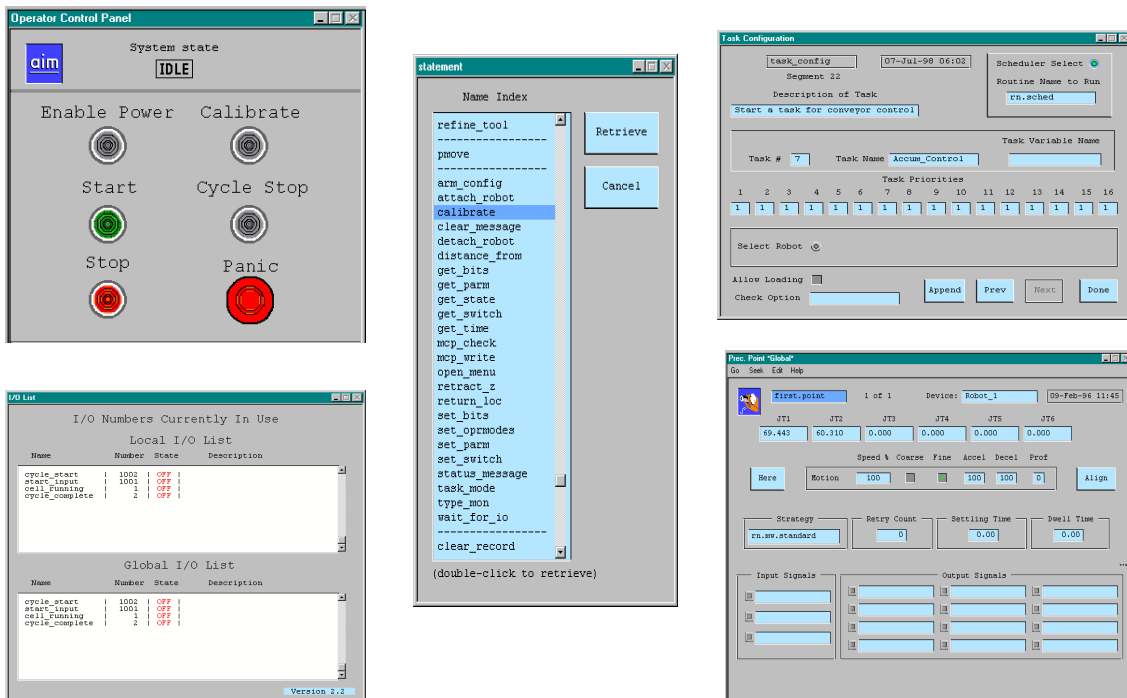 Operator Control Panel
aim
System state
IDLE
Enable Power Calibrate
Start Cycle Stop
Stop Panic
I/O List
I/O Numbers Currently In Use
Local I/O List
Name Number State Description
cycle_start | 1002 | OFF |
start_input | 1001 | OFF |
cell_running | 1 | OFF |
cycle_complete | 2 | OFF |
Global I/O List
Name Number State Description
cycle_start | 1002 | OFF |
start_input | 1001 | OFF |
cell_running | 1 | OFF |
cycle_complete | 2 | OFF |
Version 2.2
statement
Name Index
refine_tool
-----------------
pmove
-----------------
arm_config
attach_robot
calibrate
clear_message
detach_robot
distance_from
get_bits
get_parm
get_state
get_switch
get_time
mcp_check
mcp_write
open_menu
retract_z
return_loc
set_bits
set_oprmodes
set_parm
set_switch
status_message
task_mode
type_mon
wait_for_io
-----------------
clear_record
(double-click to retrieve)
Retrieve
Cancel
Task Configuration
task_config 07-Jul-98 06:02
Segment 22
Description of Task
Start a task for conveyor control
Scheduler Select
Routine Name to Run
rn.sched
Task Variable Name
Task # 7 Task Name Accum_Control
Task Priorities
1 2 3 4 5 6 7 8 9 10 11 12 13 14 15 16
1 1 1 1 1 1 1 1 1 1 1 1 1 1 1 1
Select Robot
Allow Loading
Check Option
Append Prev Next Done
Prec. Point *Global*
Go Seek Edit Help
first.point 1 of 1 Device: Robot_1 09-Feb-96 11:45
JT1 JT2 JT3 JT4 JT5 JT6
69.443 60.310 0.000 0.000 0.000 0.000
Speed % Coarse Fine Accel Decel Prof
Here Motion 100 100 100 0 Align
Strategy Retry Count Settling Time Dwell Time
rn.mw.standard 0 0.00 0.00
Input Signals Output Signals